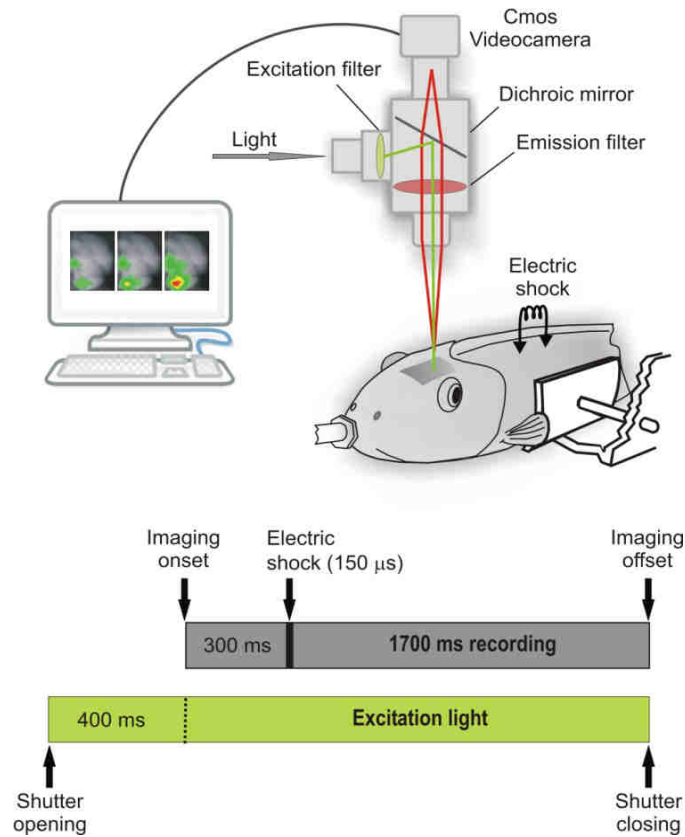 Cmos
Videocamera
Excitation filter
Dichroic mirror
Light
Emission filter
Electric
shock
Imaging
onset
Electric
shock (150 μs)
Imaging
offset
300 ms
1700 ms recording
400 ms
Excitation light
Shutter
opening
Shutter
closing